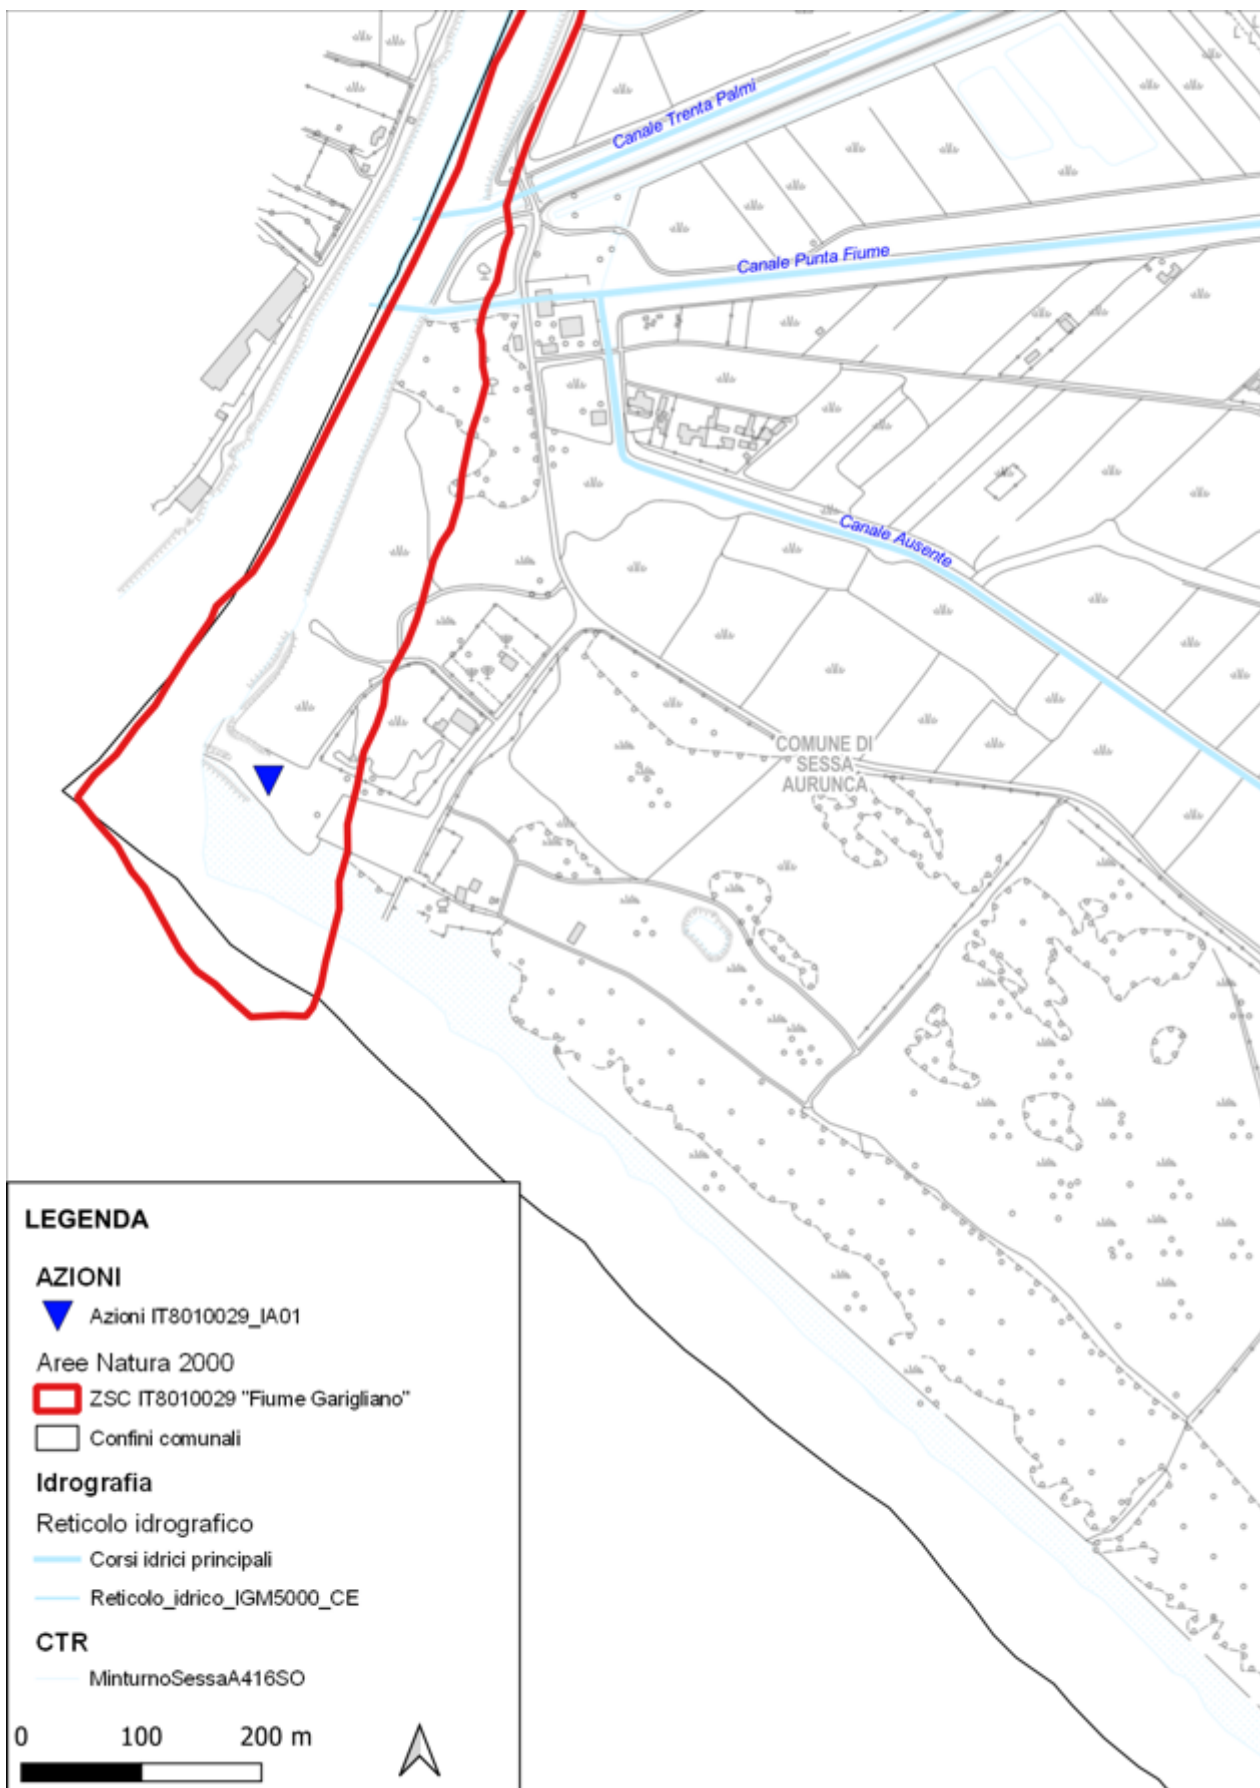 Canale Trenta Palmi
Canale Punta Fiume
Canale Ausente
COMUNE DI
SESSA
AURUNCA
LEGENDA
AZIONI
Azioni IT8010029_IA01
Aree Natura 2000
ZSC IT8010029 "Fiume Garigliano"
Confini comunali
Idrografia
Reticolo idrografico
Corsi idrici principali
Reticolo_idrico_IGM5000_CE
CTR
MinturnoSessaA416SO
0 100 200 m